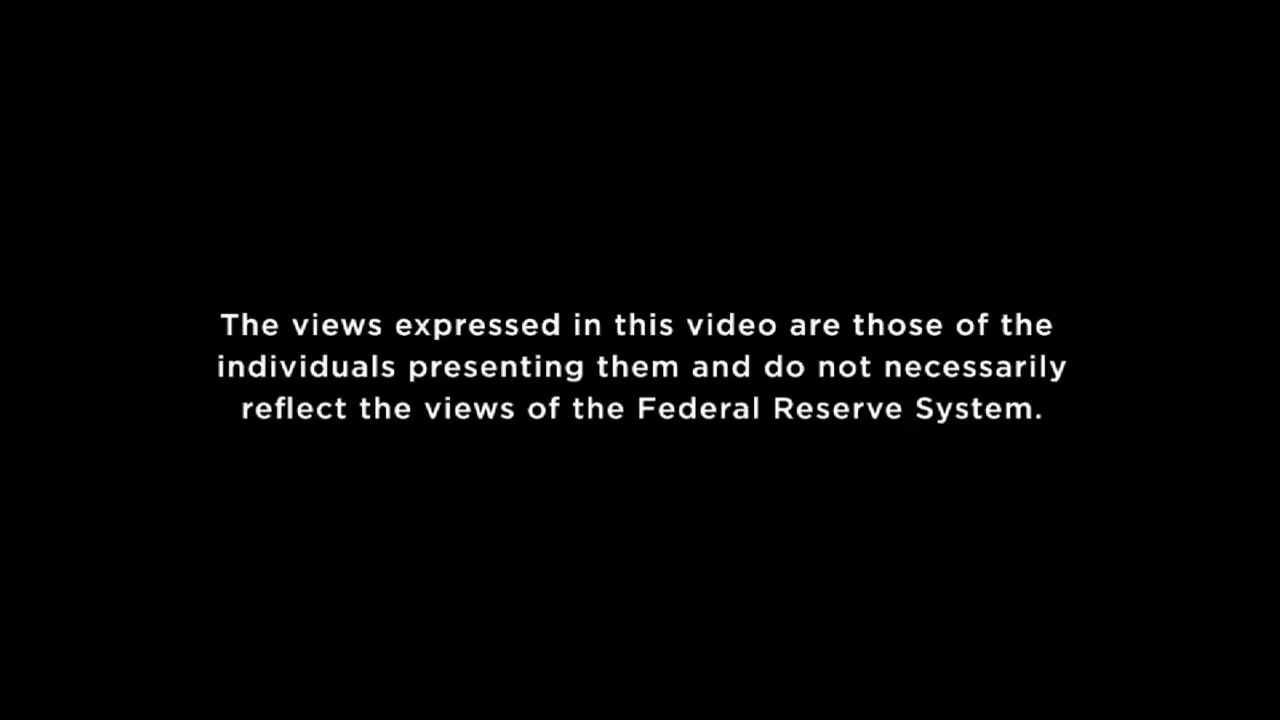 The views expressed in this video are those of the
individuals presenting them and do not necessarily
reflect the views of the Federal Reserve System.